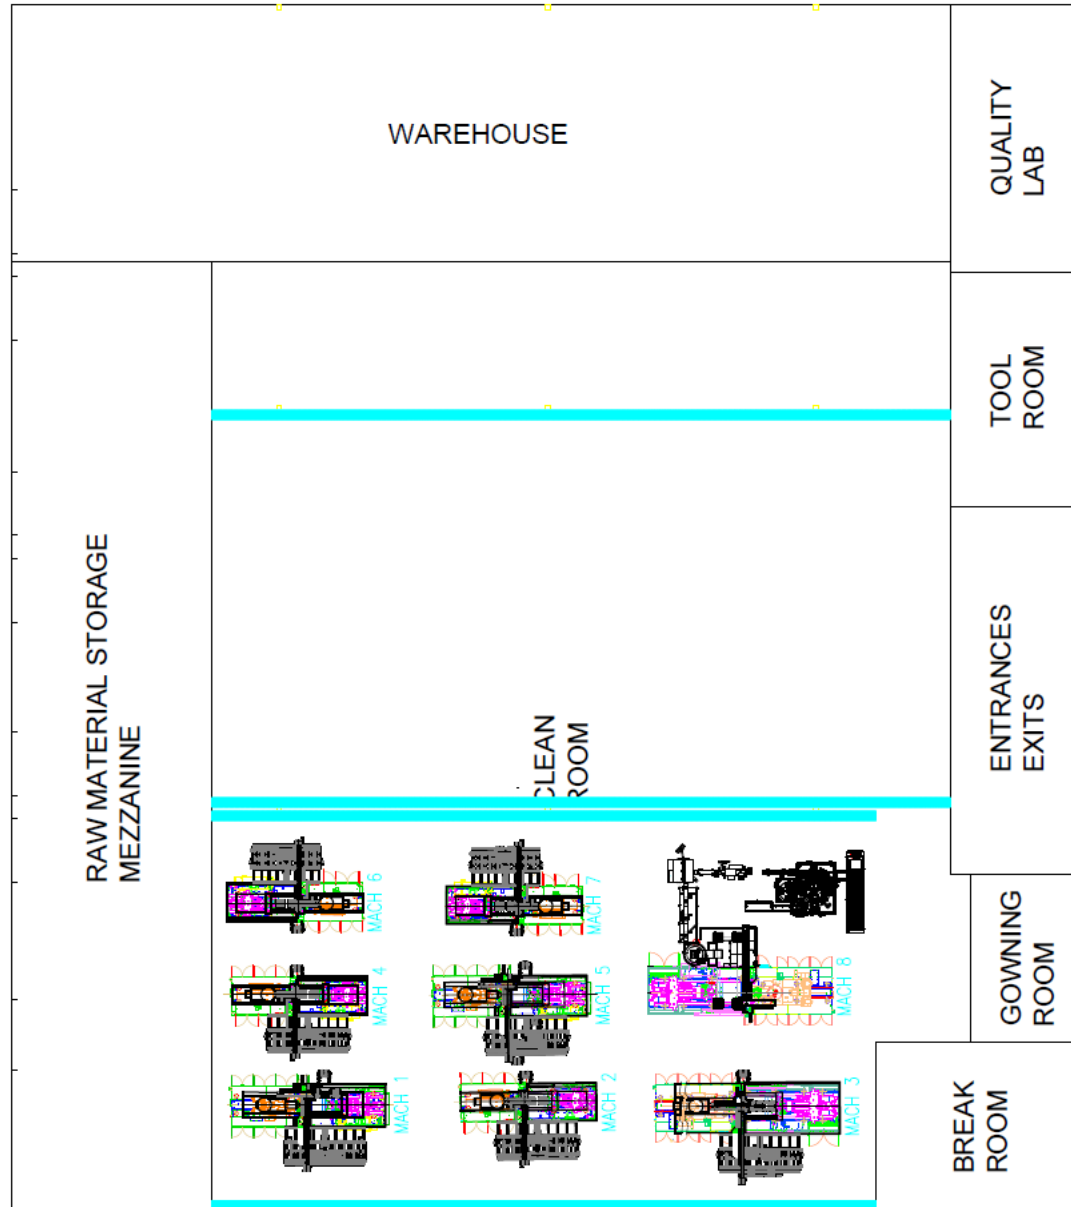 WAREHOUSE
QUALITY
LAB
TOOL
ROOM
RAW MATERIAL STORAGE
MEZZANINE
ENTRANCES
EXITS
CLEAN
ROOM
MACH 6
MACH 7
GOWNING
ROOM
MACH 4
MACH 5
MACH 8
MACH 1
MACH 2
MACH 3
BREAK
ROOM